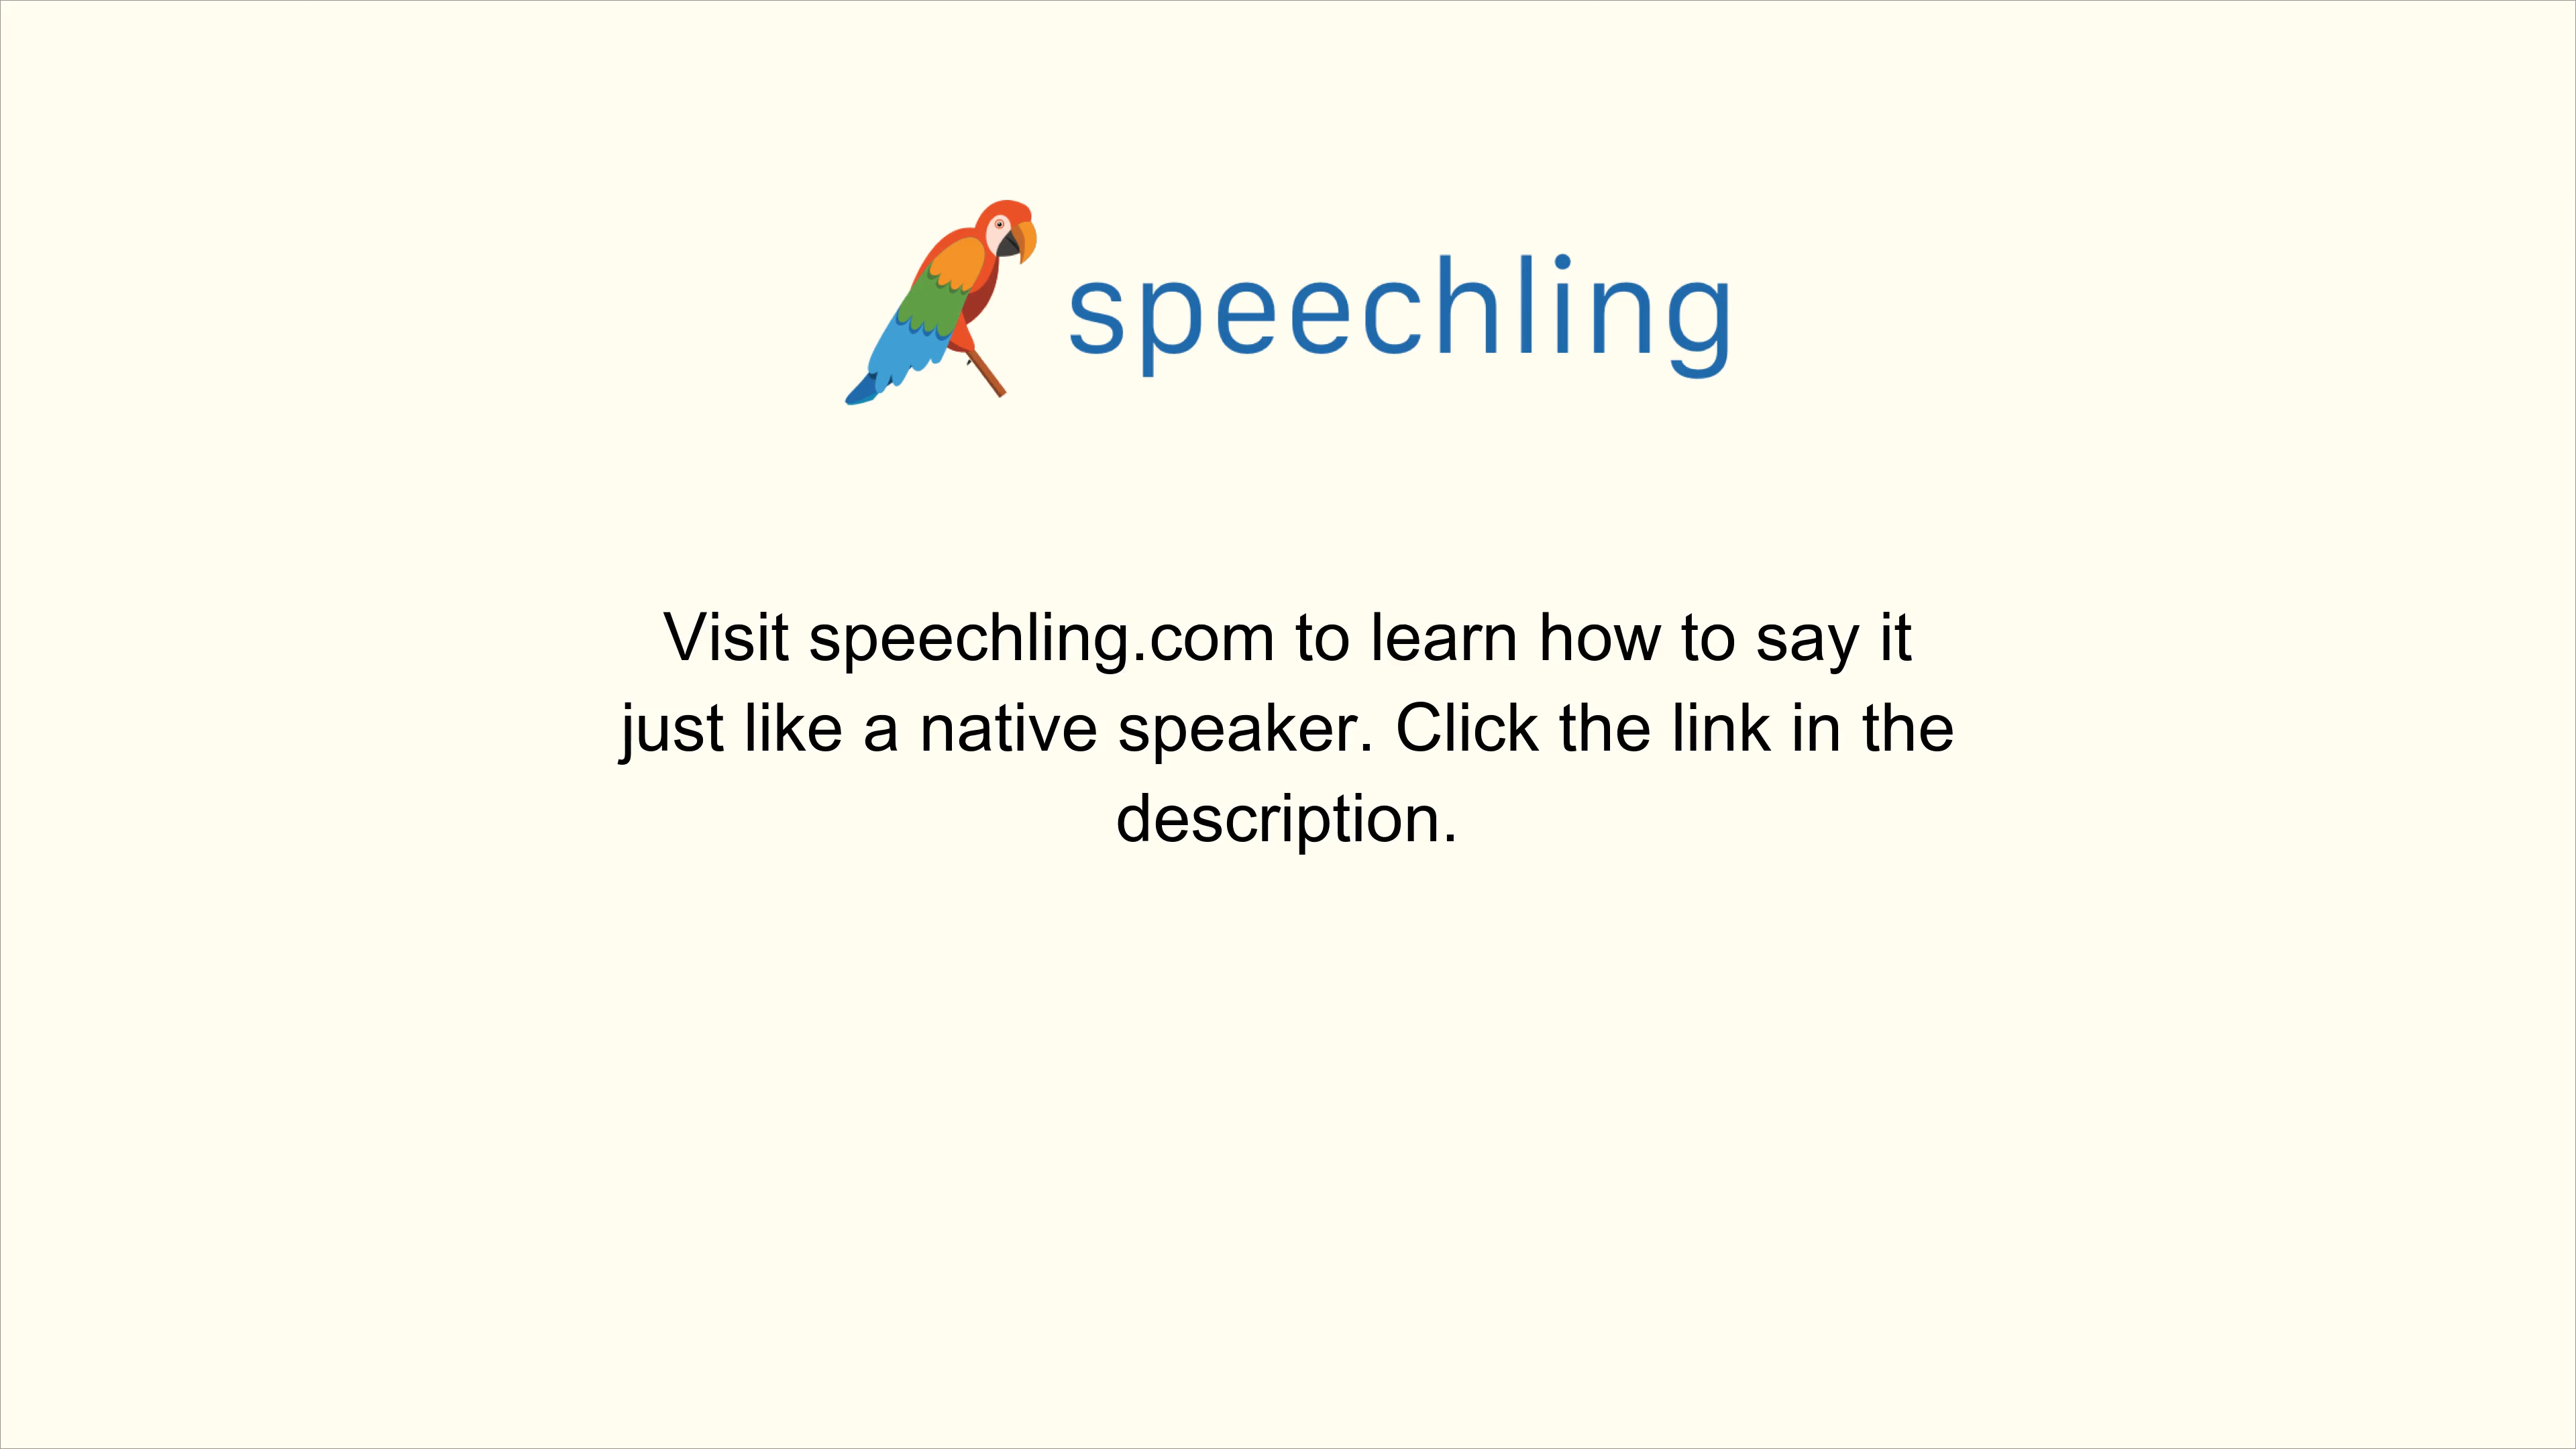 speechling
Visit speechling.com to learn how to say it
just like a native speaker. Click the link in the
description.